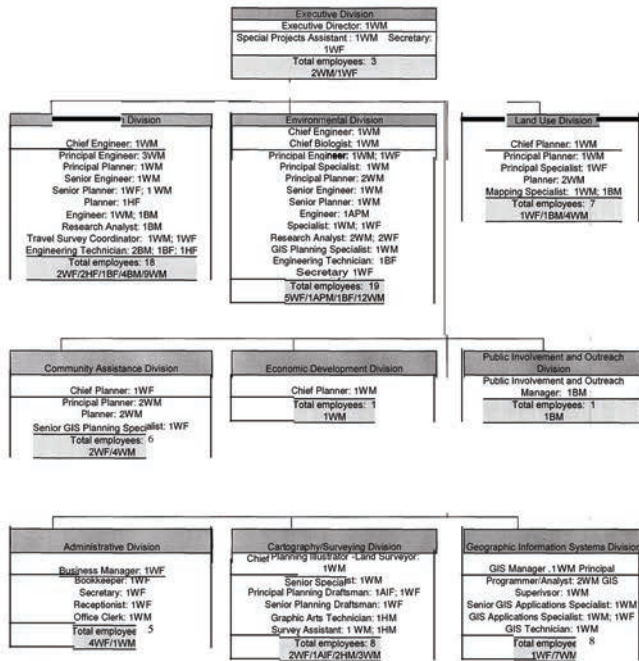 Executive Division
Executive Director: 1WM
Special Projects Assistant : 1WM Secretary:
1WF
Total employees: 3
2WM/1WF
n Division
Chief Engineer: 1WM
Principal Engineer: 3WM
Principal Planner: 1WM
Senior Engineer: 1WM
Senior Planner: 1WF; 1 WM
Planner: 1HF
Engineer: 1WM; 1BM
Research Analyst: 1BM
Travel Survey Coordinator: 1WM; 1WF
Engineering Technician: 2BM; 1BF; 1HF
Total employees: 18
2WF/2HF/1BF/4BM/9WM
Environmental Division
Chief Engineer: 1WM
Chief Biologist: 1WM
Principal Engineer: 1WM; 1WF
Principal Specialist: 1WM
Principal Planner: 2WM
Senior Engineer: 1WM
Senior Planner: 1WM
Engineer: 1APM
Specialist: 1WM; 1WF
Research Analyst: 2WM; 2WF
GIS Planning Specialist: 1WM
Engineering Technician: 1BF
Secretary 1WF
Total employees: 19
5WF/1APM/1BF/12WM
Land Use Division
Chief Planner: 1WM
Principal Planner: 1WM
Principal Specialist: 1WF
Planner: 2WM
Mapping Specialist: 1WM; 1BM
Total employees: 7
1WF/1BM/4WM
Community Assistance Division
Chief Planner: 1WF
Principal Planner: 2WM
Planner: 2WM
Senior GIS Planning Specialist: 1WF
Total employees: 6
2WF/4WM
Economic Development Division
Chief Planner: 1WM
Total employees: 1
1WM
Public Involvement and Outreach
Division
Public Involvement and Outreach
Manager: 1BM
Total employees: 1
1BM
Administrative Division
Business Manager: 1WF
Bookkeeper: 1WF
Secretary: 1WF
Receptionist: 1WF
Office Clerk: 1WM
Total employee 5
4WF/1WM
Cartography/Surveying Division
Chief Planning Illustrator -Land Surveyor:
1WM
Senior Specialist: 1WM
Principal Planning Draftsman: 1AIF; 1WF
Senior Planning Draftsman: 1WF
Graphic Arts Technician: 1HM
Survey Assistant: 1 WM; 1HM
Total employees: 8
2WF/1AIF/2HM/3WM
Geographic Information Systems Division
GIS Manager .1WM Principal
Programmer/Analyst: 2WM GIS
Supervisor: 1WM
Senior GIS Applications Specialist: 1WM
GIS Applications Specialist: 1WM; 1WF
GIS Technician: 1WM
Total employee 8
1WF/7WM